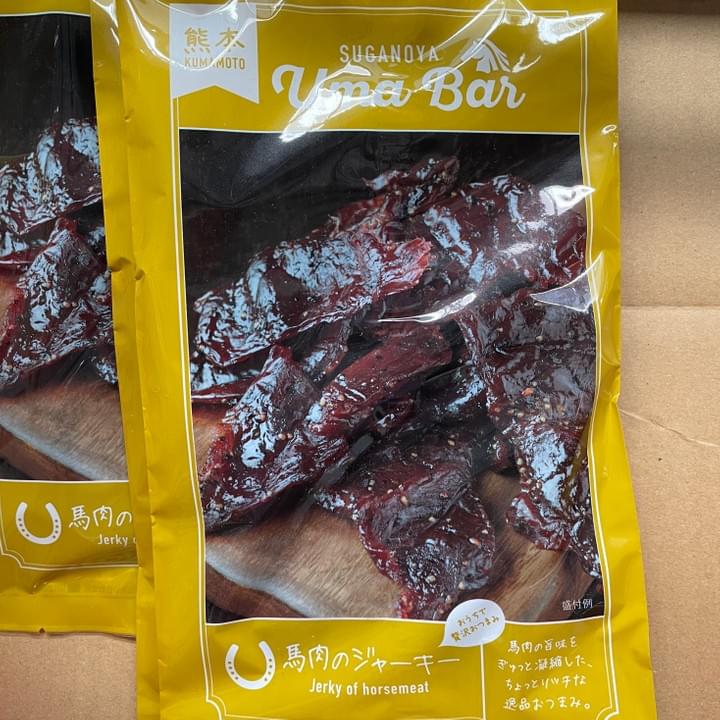 熊本
KUMAMOTO
SUGANOYA
Uma Bar
盛付例
おうちで
贅沢おつまみ
馬肉のジャーキー
Jerky of horsemeat
馬肉の旨味を
ぎゅっと凝縮した、
ちょっとリッチな
逸品おつまみ。
馬肉の
Jerky o